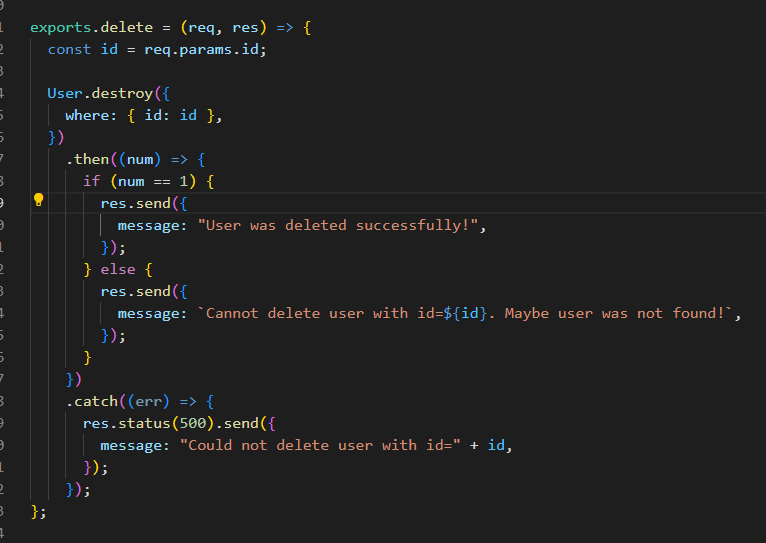 exports.delete = (req, res) => {
  const id = req.params.id;

  User.destroy({
    where: { id: id },
  })
    .then((num) => {
      if (num == 1) {
        res.send({
          message: "User was deleted successfully!",
        });
      } else {
        res.send({
          message: `Cannot delete user with id=${id}. Maybe user was not found!`,
        });
      }
    })
    .catch((err) => {
      res.status(500).send({
        message: "Could not delete user with id=" + id,
      });
    });
};